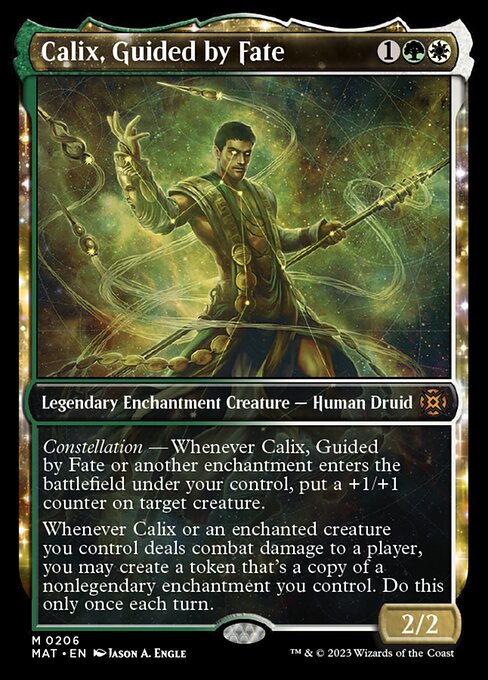 Calix, Guided by Fate 1
Legendary Enchantment Creature — Human Druid
Constellation — Whenever Calix, Guided
by Fate or another enchantment enters the
battlefield under your control, put a +1/+1
counter on target creature.
Whenever Calix or an enchanted creature
you control deals combat damage to a player,
you may create a token that's a copy of a
nonlegendary enchantment you control. Do this
only once each turn.
2/2
M 0206
MAT • EN Jason A. Engle
™ & © 2023 Wizards of the Coast